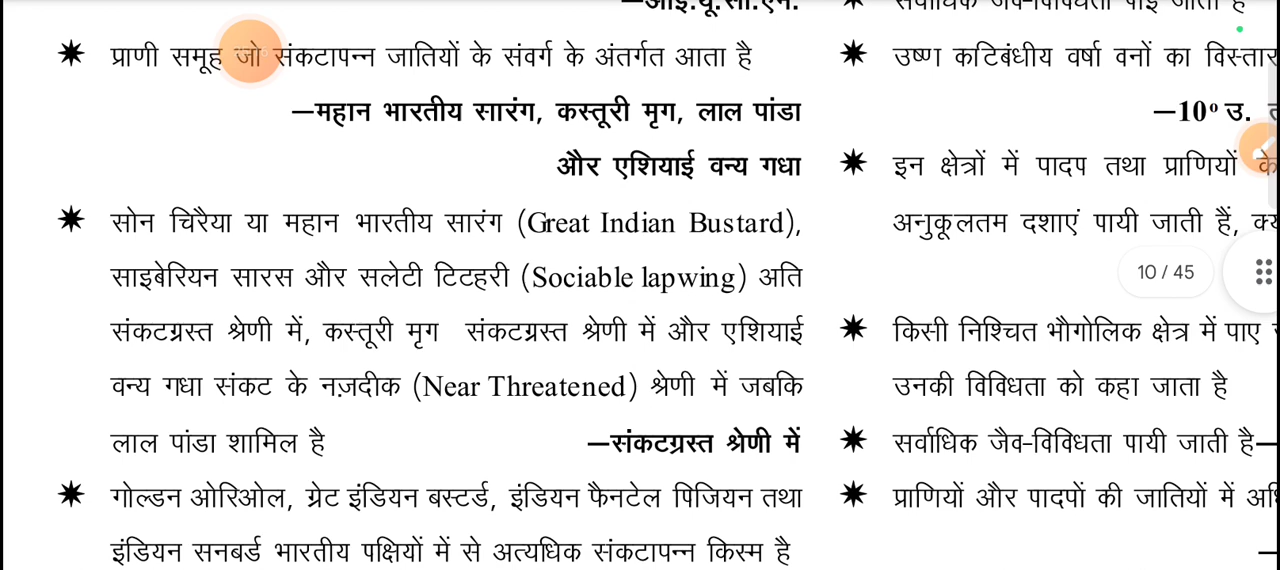 —आई.यू.सी.एन.
✷ प्राणी समूह जो संकटापन्न जातियों के संवर्ग के अंतर्गत आता है
—महान भारतीय सारंग, कस्तूरी मृग, लाल पांडा
और एशियाई वन्य गधा
✷ सोन चिरैया या महान भारतीय सारंग (Great Indian Bustard),
साइबेरियन सारस और सलेटी टिटहरी (Sociable lapwing) अति
संकटग्रस्त श्रेणी में, कस्तूरी मृग संकटग्रस्त श्रेणी में और एशियाई
वन्य गधा संकट के नज़दीक (Near Threatened) श्रेणी में जबकि
लाल पांडा शामिल है —संकटग्रस्त श्रेणी में
✷ गोल्डन ओरिओल, ग्रेट इंडियन बस्टर्ड, इंडियन फैनटेल पिजियन तथा
इंडियन सनबर्ड भारतीय पक्षियों में से अत्यधिक संकटापन्न किस्म है
✷ सर्वाधिक जैव-विविधता पाई जाती है
✷ उष्ण कटिबंधीय वर्षा वनों का विस्तार
—10° उ.
✷ इन क्षेत्रों में पादप तथा प्राणियों के
अनुकूलतम दशाएं पायी जाती हैं,
10 / 45
✷ किसी निश्चित भौगोलिक क्षेत्र में पाए
उनकी विविधता को कहा जाता है
✷ सर्वाधिक जैव-विविधता पायी जाती है—
✷ प्राणियों और पादपों की जातियों में